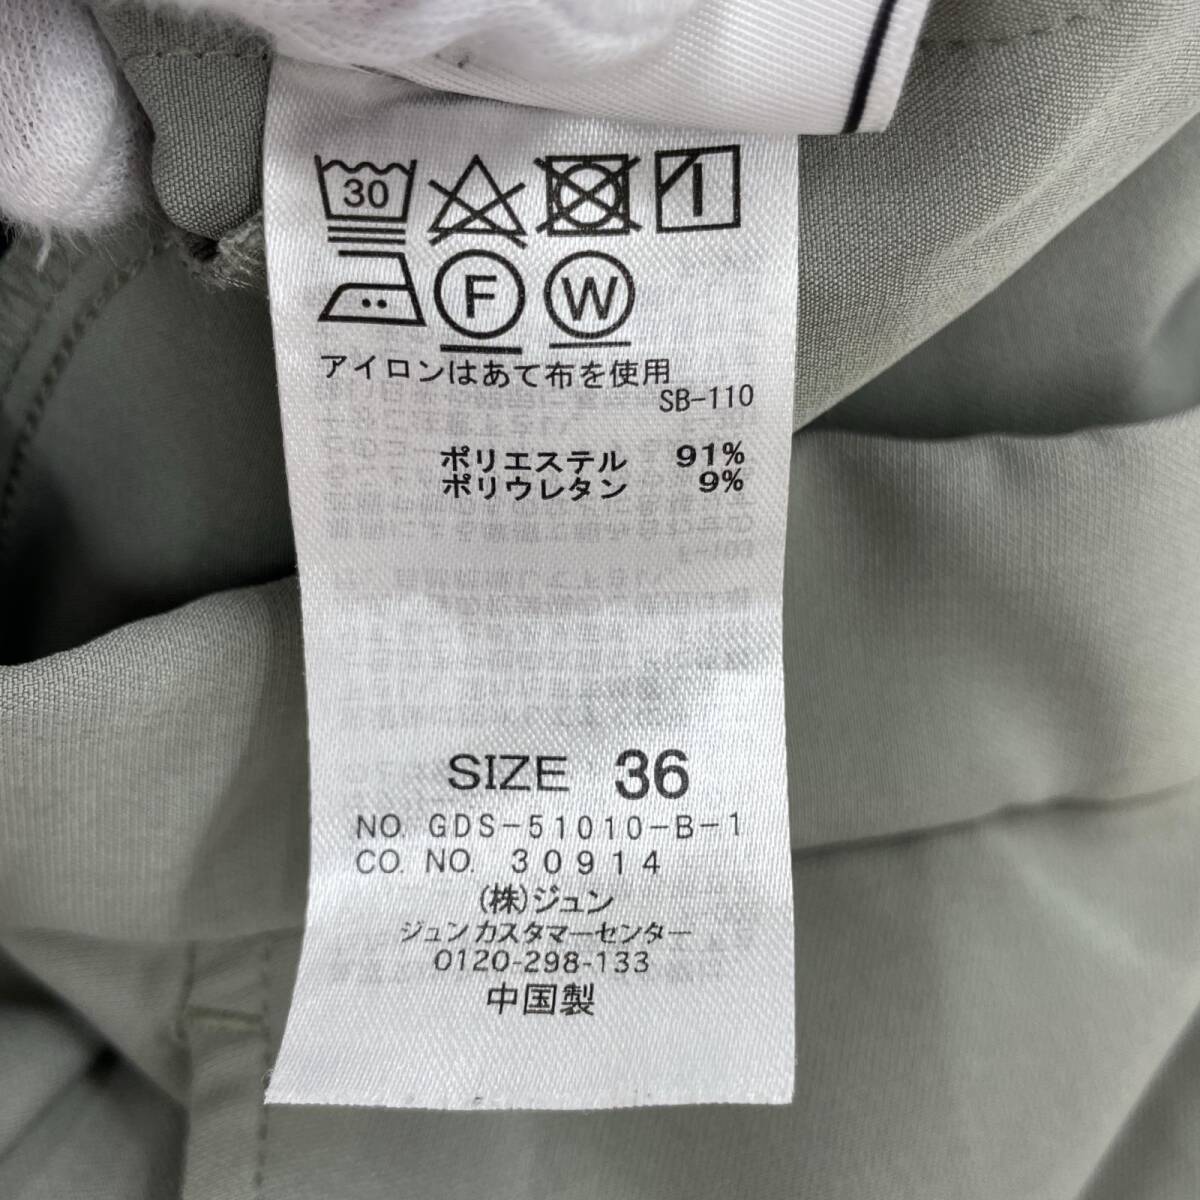 30
F W
アイロンはあて布を使用
SB-110
ポリエステル 91%
ポリウレタン 9%
SIZE 36
NO. GDS-51010-B-1
CO. NO. 30914
(株)ジュン
ジュンカスタマーセンター
0120-298-133
中国製